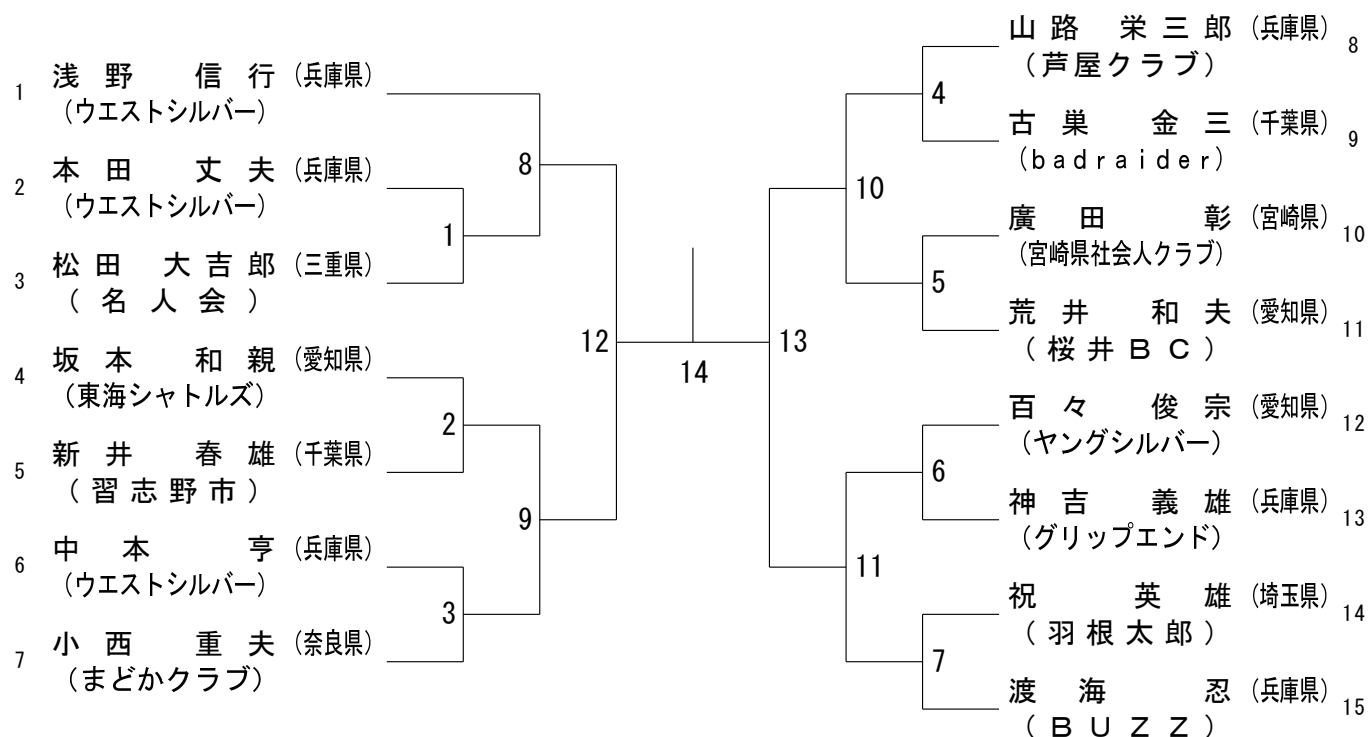 1 浅野 信行 (兵庫県)
(ウエストシルバー)
2 本田 丈夫 (兵庫県)
(ウエストシルバー)
3 松田 大吉郎 (三重県)
(名人会)
4 坂本 和親 (愛知県)
(東海シャトルズ)
5 新井 春雄 (千葉県)
(習志野市)
6 中本 亨 (兵庫県)
(ウエストシルバー)
7 小西 重夫 (奈良県)
(まどかクラブ)
8
1
12
2
9
3
14
4
10
5
13
6
11
7
山路 栄三郎 (兵庫県) 8
(芦屋クラブ)
古巣 金三 (千葉県) 9
(badraider)
廣田 彰 (宮崎県) 10
(宮崎県社会人クラブ)
荒井 和夫 (愛知県) 11
(桜井BC)
百々 俊宗 (愛知県) 12
(ヤングシルバー)
神吉 義雄 (兵庫県) 13
(グリップエンド)
祝 英雄 (埼玉県) 14
(羽根太郎)
渡海 忍 (兵庫県) 15
(BUZZ)